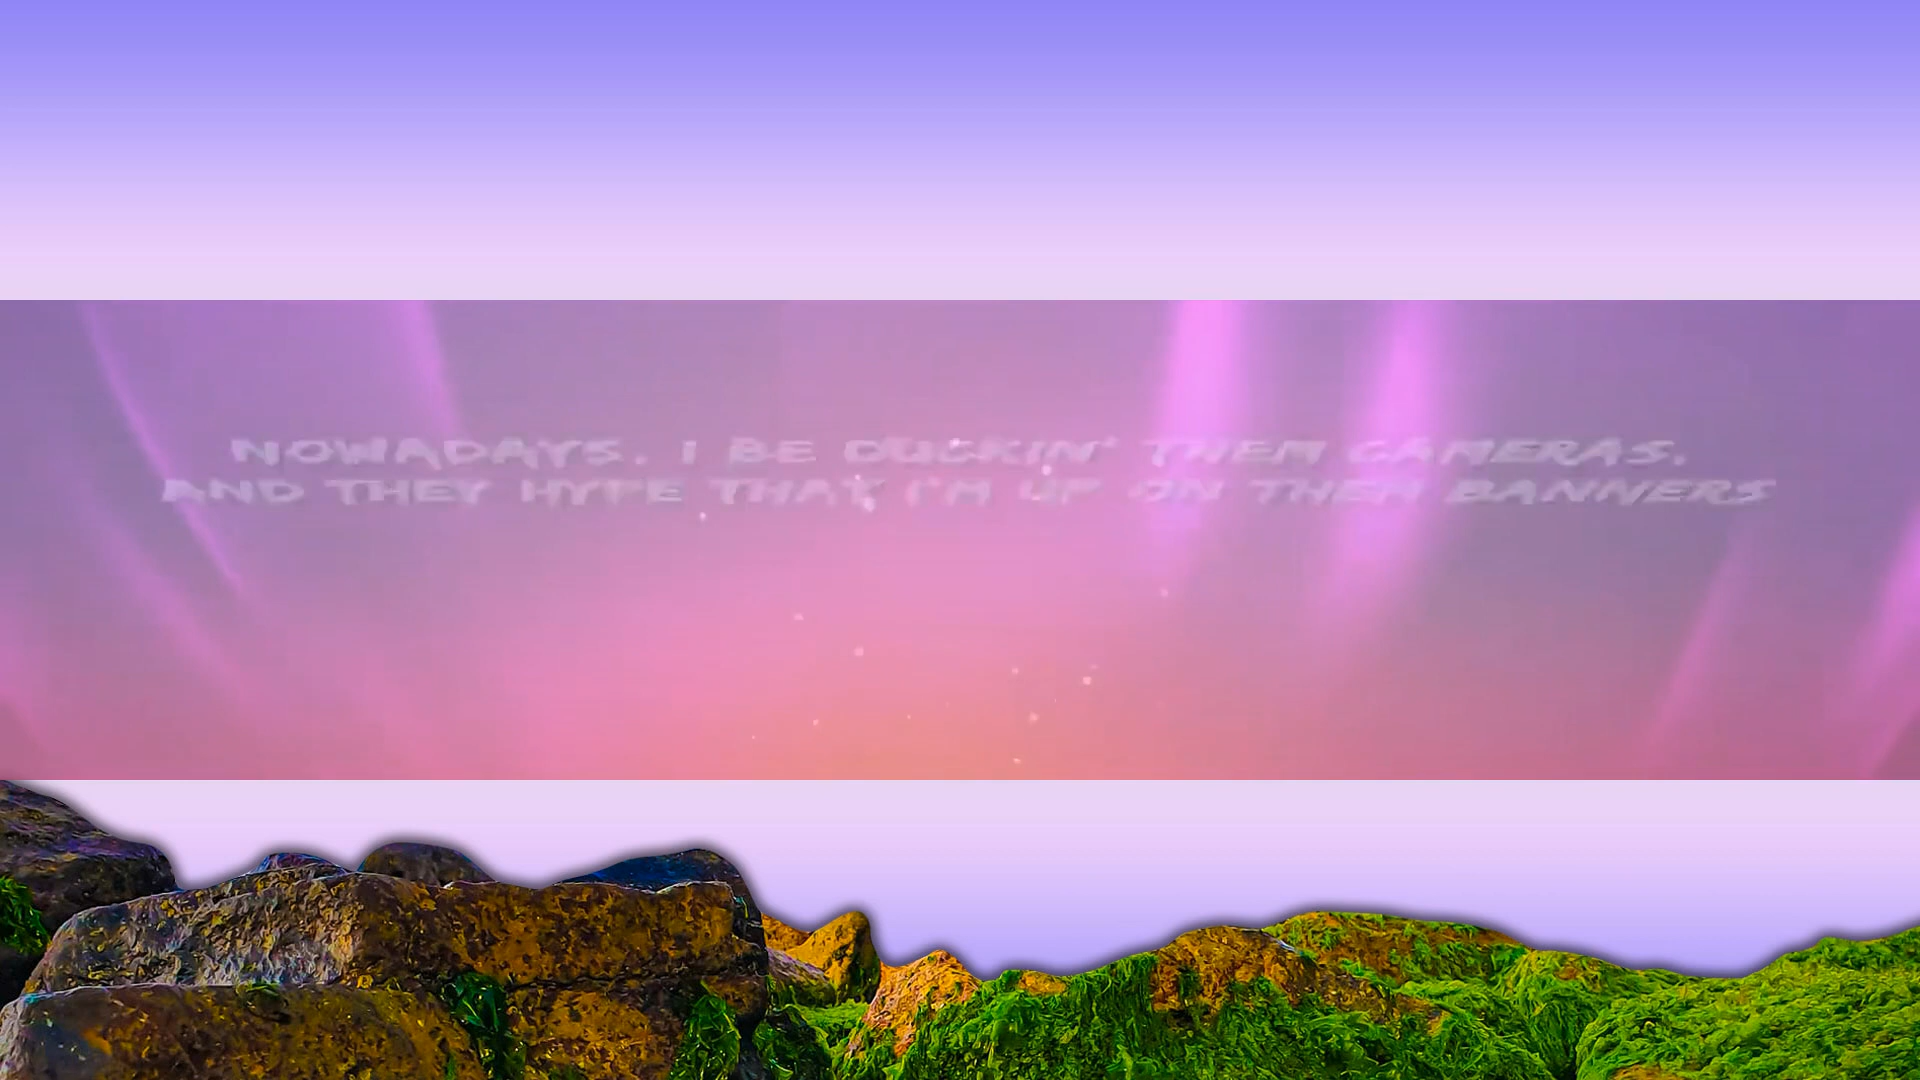 NOWADAYS, I BE DUCKIN' THEM CAMERAS,
AND THEY HYPE THAT I'M UP ON THEM BANNERS